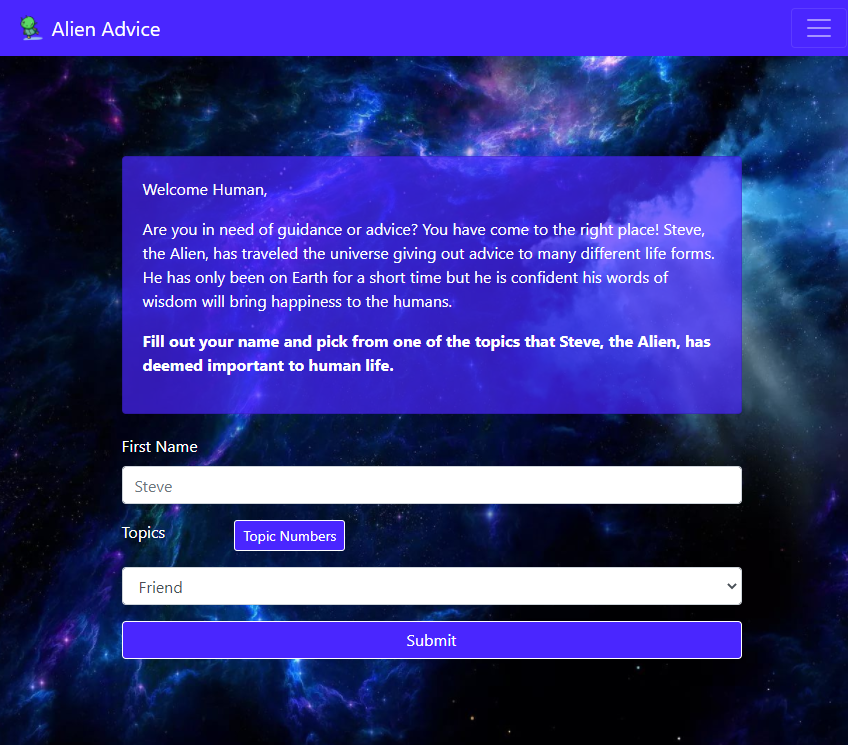 Alien Advice
Welcome Human,
Are you in need of guidance or advice? You have come to the right place! Steve,
the Alien, has traveled the universe giving out advice to many different life forms.
He has only been on Earth for a short time but he is confident his words of
wisdom will bring happiness to the humans.
Fill out your name and pick from one of the topics that Steve, the Alien, has
deemed important to human life.
First Name
Steve
Topics
Topic Numbers
Friend
Submit